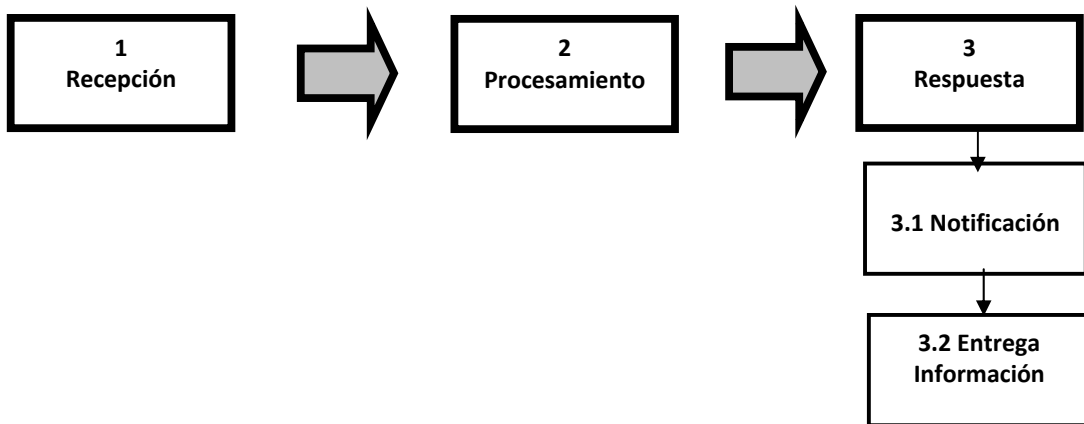 1
Recepción
2
Procesamiento
3
Respuesta
3.1 Notificación
3.2 Entrega
Información